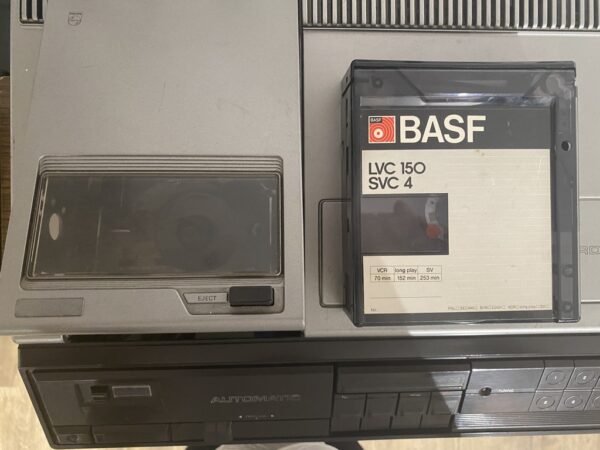 BASF
BASF
LVC 150
SVC 4
VCR long play SV
70 min 152 min 253 min
EJECT
AUTOMATIC